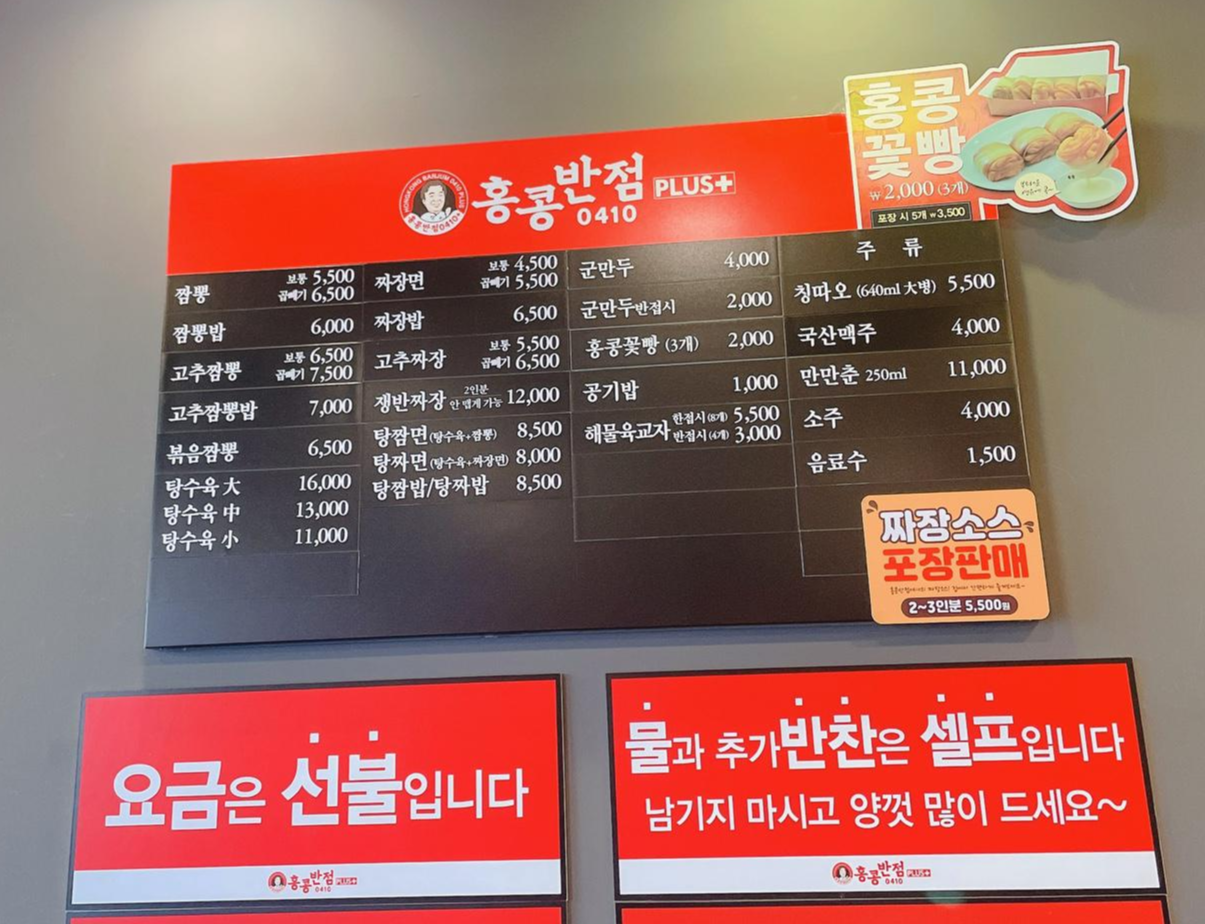 홍콩반점 PLUS+
0410
HONGKONG BANJUM 0410 PLUS
홍콩반점0410+
홍콩
꽃빵
₩2,000 (3개)
포장 시 5개 ₩3,500
짬뽕 보통 5,500
곱빼기 6,500
짬뽕밥 6,000
고추짬뽕 보통 6,500
곱빼기 7,500
고추짬뽕밥 7,000
볶음짬뽕 6,500
탕수육 大 16,000
탕수육 中 13,000
탕수육 小 11,000
짜장면 보통 4,500
곱빼기 5,500
짜장밥 6,500
고추짜장 보통 5,500
곱빼기 6,500
쟁반짜장 2인분 안 맵게 가능 12,000
탕짬면 (탕수육+짬뽕) 8,500
탕짜면 (탕수육+짜장면) 8,000
탕짬밥/탕짜밥 8,500
군만두 4,000
군만두반접시 2,000
홍콩꽃빵 (3개) 2,000
공기밥 1,000
해물육교자 한접시 (8개) 5,500
반접시 (4개) 3,000
주 류
칭따오 (640ml 大병) 5,500
국산맥주 4,000
만만춘 250ml 11,000
소주 4,000
음료수 1,500
짜장소스
포장판매
2~3인분 5,500원
요금은 선불입니다
홍콩반점 PLUS+
0410
물과 추가반찬은 셀프입니다
남기지 마시고 양껏 많이 드세요~
홍콩반점 PLUS+
0410